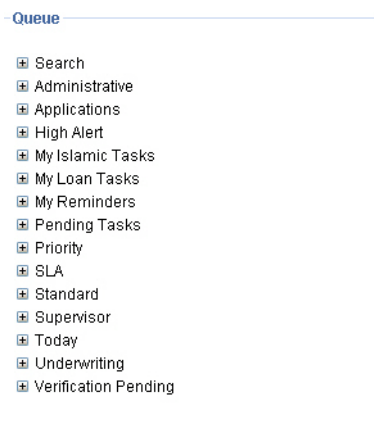 Queue
Search
Administrative
Applications
High Alert
My Islamic Tasks
My Loan Tasks
My Reminders
Pending Tasks
Priority
SLA
Standard
Supervisor
Today
Underwriting
Verification Pending